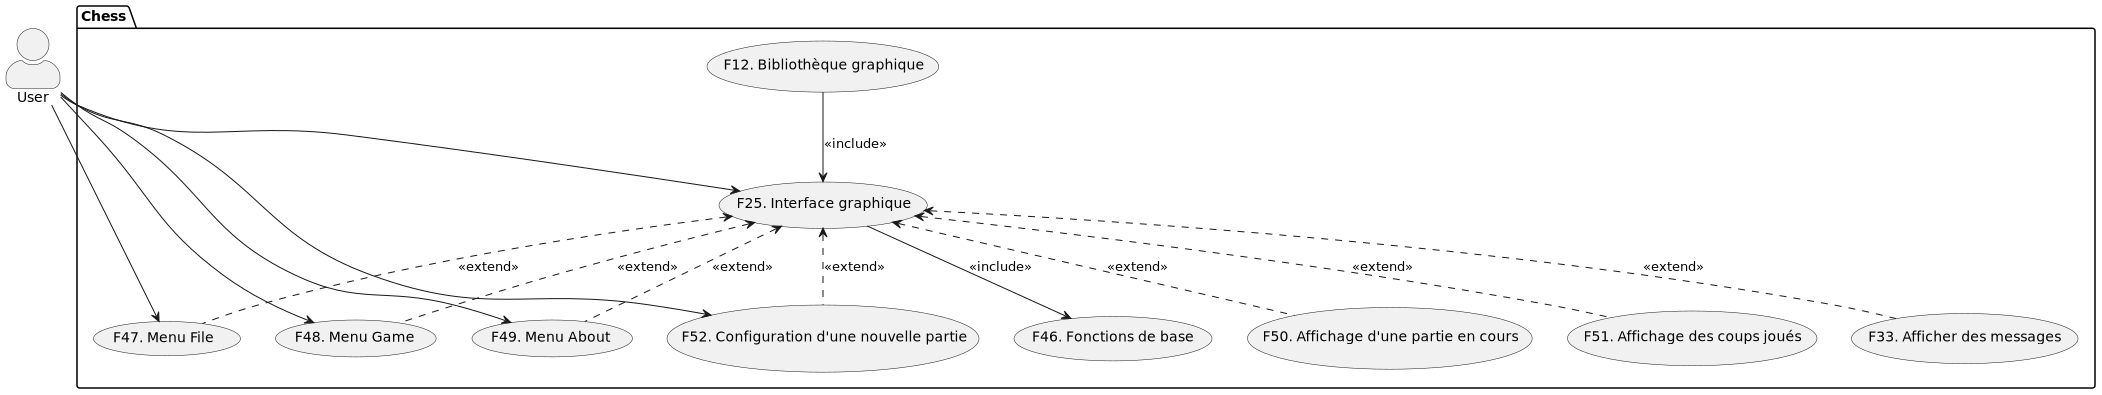 Chess
User
F12. Bibliothèque graphique
«include»
F25. Interface graphique
«extend»
«extend»
«extend»
«extend»
«include»
«extend»
«extend»
«extend»
F47. Menu File
F48. Menu Game
F49. Menu About
F52. Configuration d'une nouvelle partie
F46. Fonctions de base
F50. Affichage d'une partie en cours
F51. Affichage des coups joués
F33. Afficher des messages